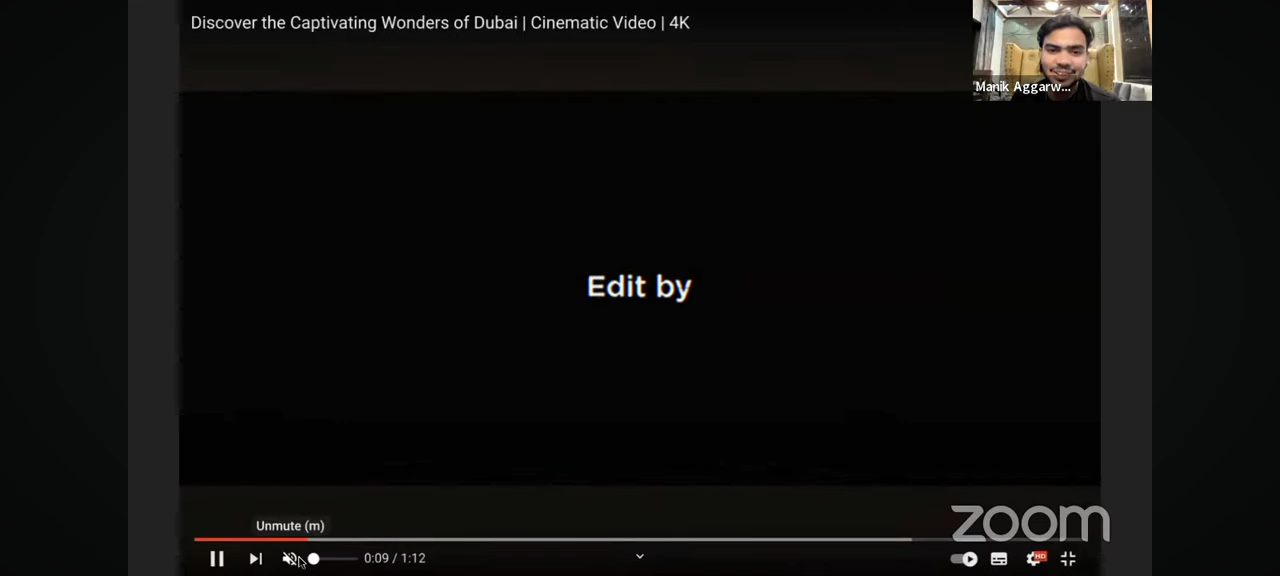 Discover the Captivating Wonders of Dubai | Cinematic Video | 4K
Manik Aggarw...
Edit by
zoom
Unmute (m)
0:09 / 1:12
HD